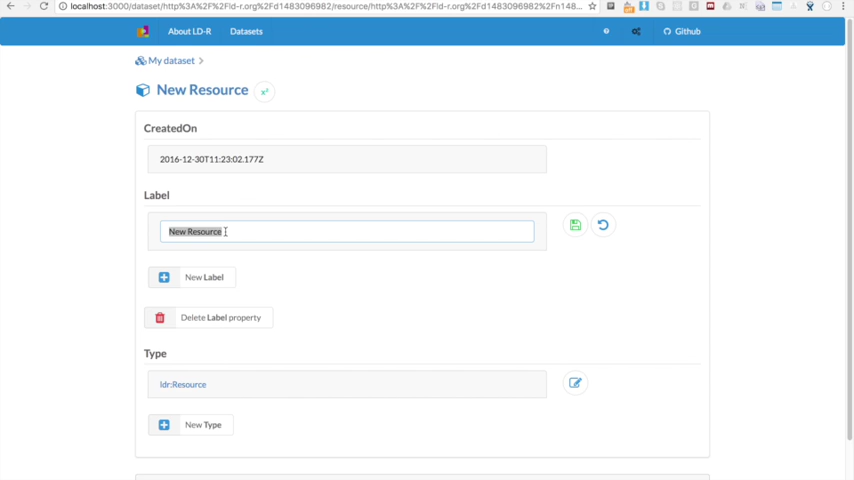 localhost:3000/dataset/http%3A%2F%2Fld-r.org%2Fd1483096982/resource/http%3A%2F%2Fld-r.org%2Fd1483096982%2Fn148...
About LD-R Datasets Github
My dataset >
New Resource x²
CreatedOn
2016-12-30T11:23:02.177Z
Label
New Resource
New Label
Delete Label property
Type
ldr:Resource
New Type